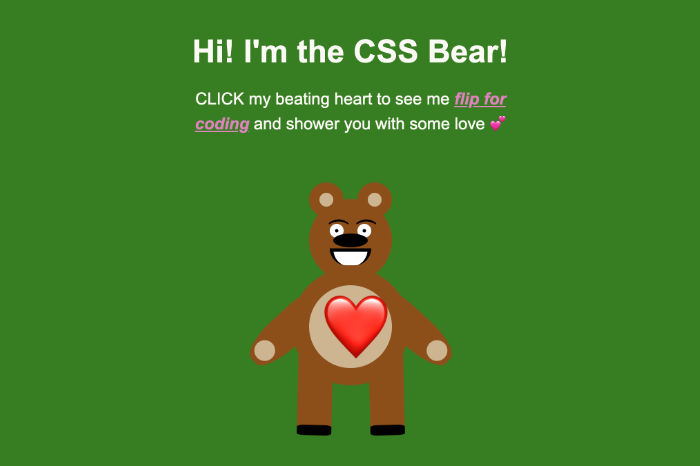 Hi! I'm the CSS Bear!
CLICK my beating heart to see me flip for
coding and shower you with some love 💕